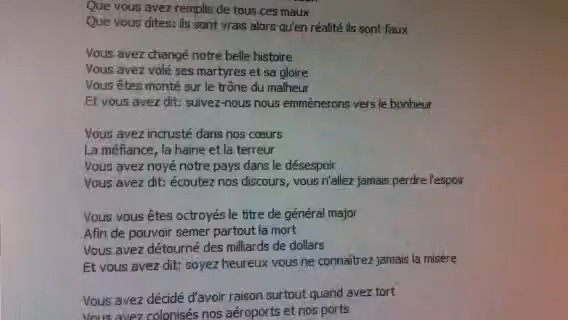 Que vous avez remplis de tous ces maux
Que vous dites: ils sont vrais alors qu'en réalité ils sont faux
Vous avez changé notre belle histoire
Vous avez volé ses martyres et sa gloire
Vous êtes monté sur le trône du malheur
Et vous avez dit: suivez-nous nous emmènerons vers le bonheur
Vous avez incrusté dans nos cœurs
La méfiance, la haine et la terreur
Vous avez noyé notre pays dans le désespoir
Vous avez dit: écoutez nos discours, vous n'allez jamais perdre l'espoir
Vous vous êtes octroyés le titre de général major
Afin de pouvoir semer partout la mort
Vous avez détourné des milliards de dollars
Et vous avez dit: soyez heureux vous ne connaîtrez jamais la misère
Vous avez décidé d'avoir raison surtout quand avez tort
Vous avez colonisés nos aéroports et nos ports